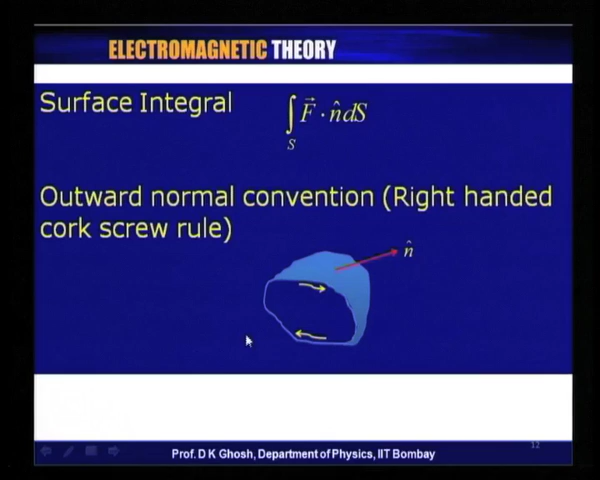 ELECTROMAGNETIC THEORY
Surface Integral
∫_S F⃗ · n̂dS
Outward normal convention (Right handed
cork screw rule)
n̂
12
Prof. D K Ghosh, Department of Physics, IIT Bombay